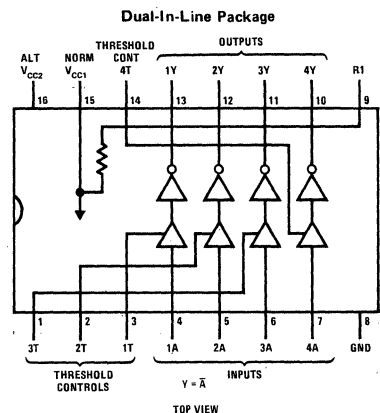 Dual-In-Line Package
THRESHOLD CONT OUTPUTS
ALT NORM
VCC2 VCC1 4T 1Y 2Y 3Y 4Y R1
16 15 14 13 12 11 10 9
1 2 3 4 5 6 7 8
3T 2T 1T 1A 2A 3A 4A GND
THRESHOLD CONTROLS INPUTS
Y = A̅
TOP VIEW